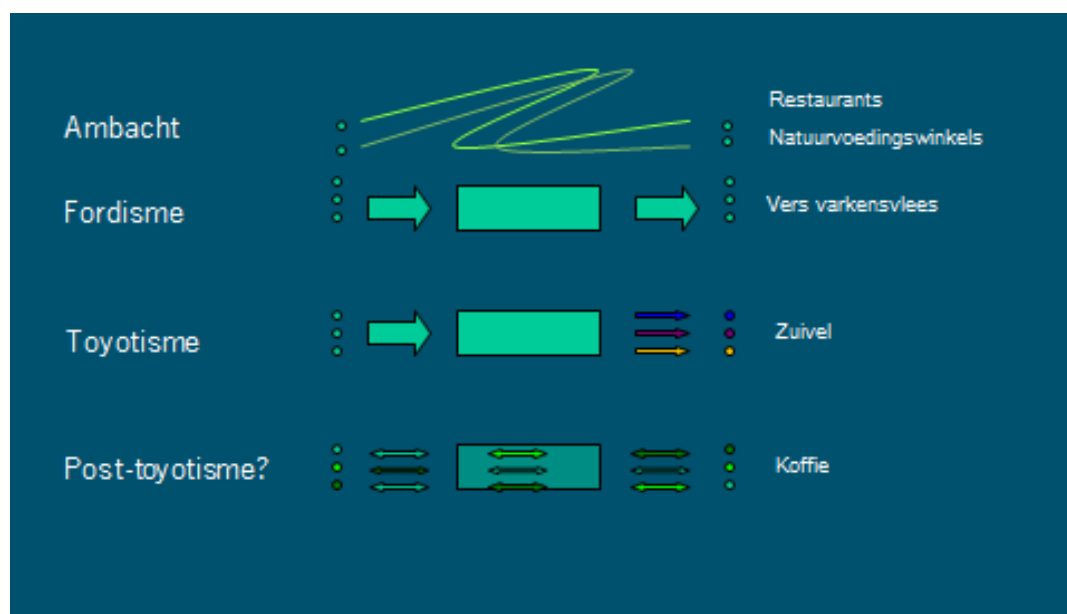 Ambacht
Restaurants
Natuurvoedingswinkels
Fordisme
Vers varkensvlees
Toyotisme
Zuivel
Post-toyotisme?
Koffie